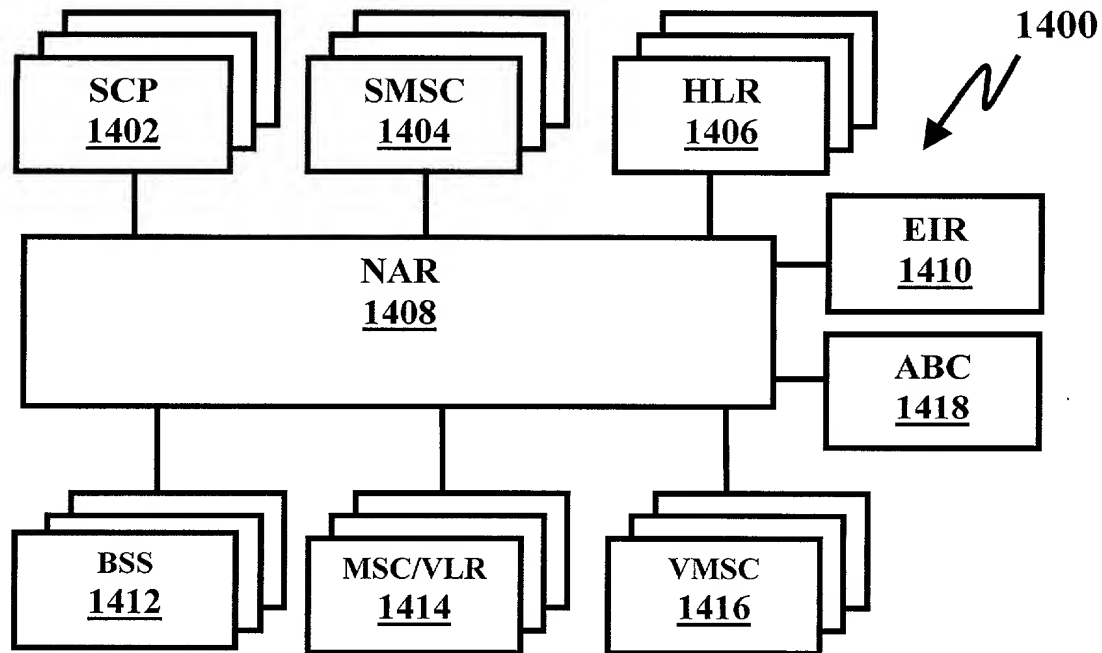 1400
SCP
1402
SMSC
1404
HLR
1406
NAR
1408
EIR
1410
ABC
1418
BSS
1412
MSC/VLR
1414
VMSC
1416